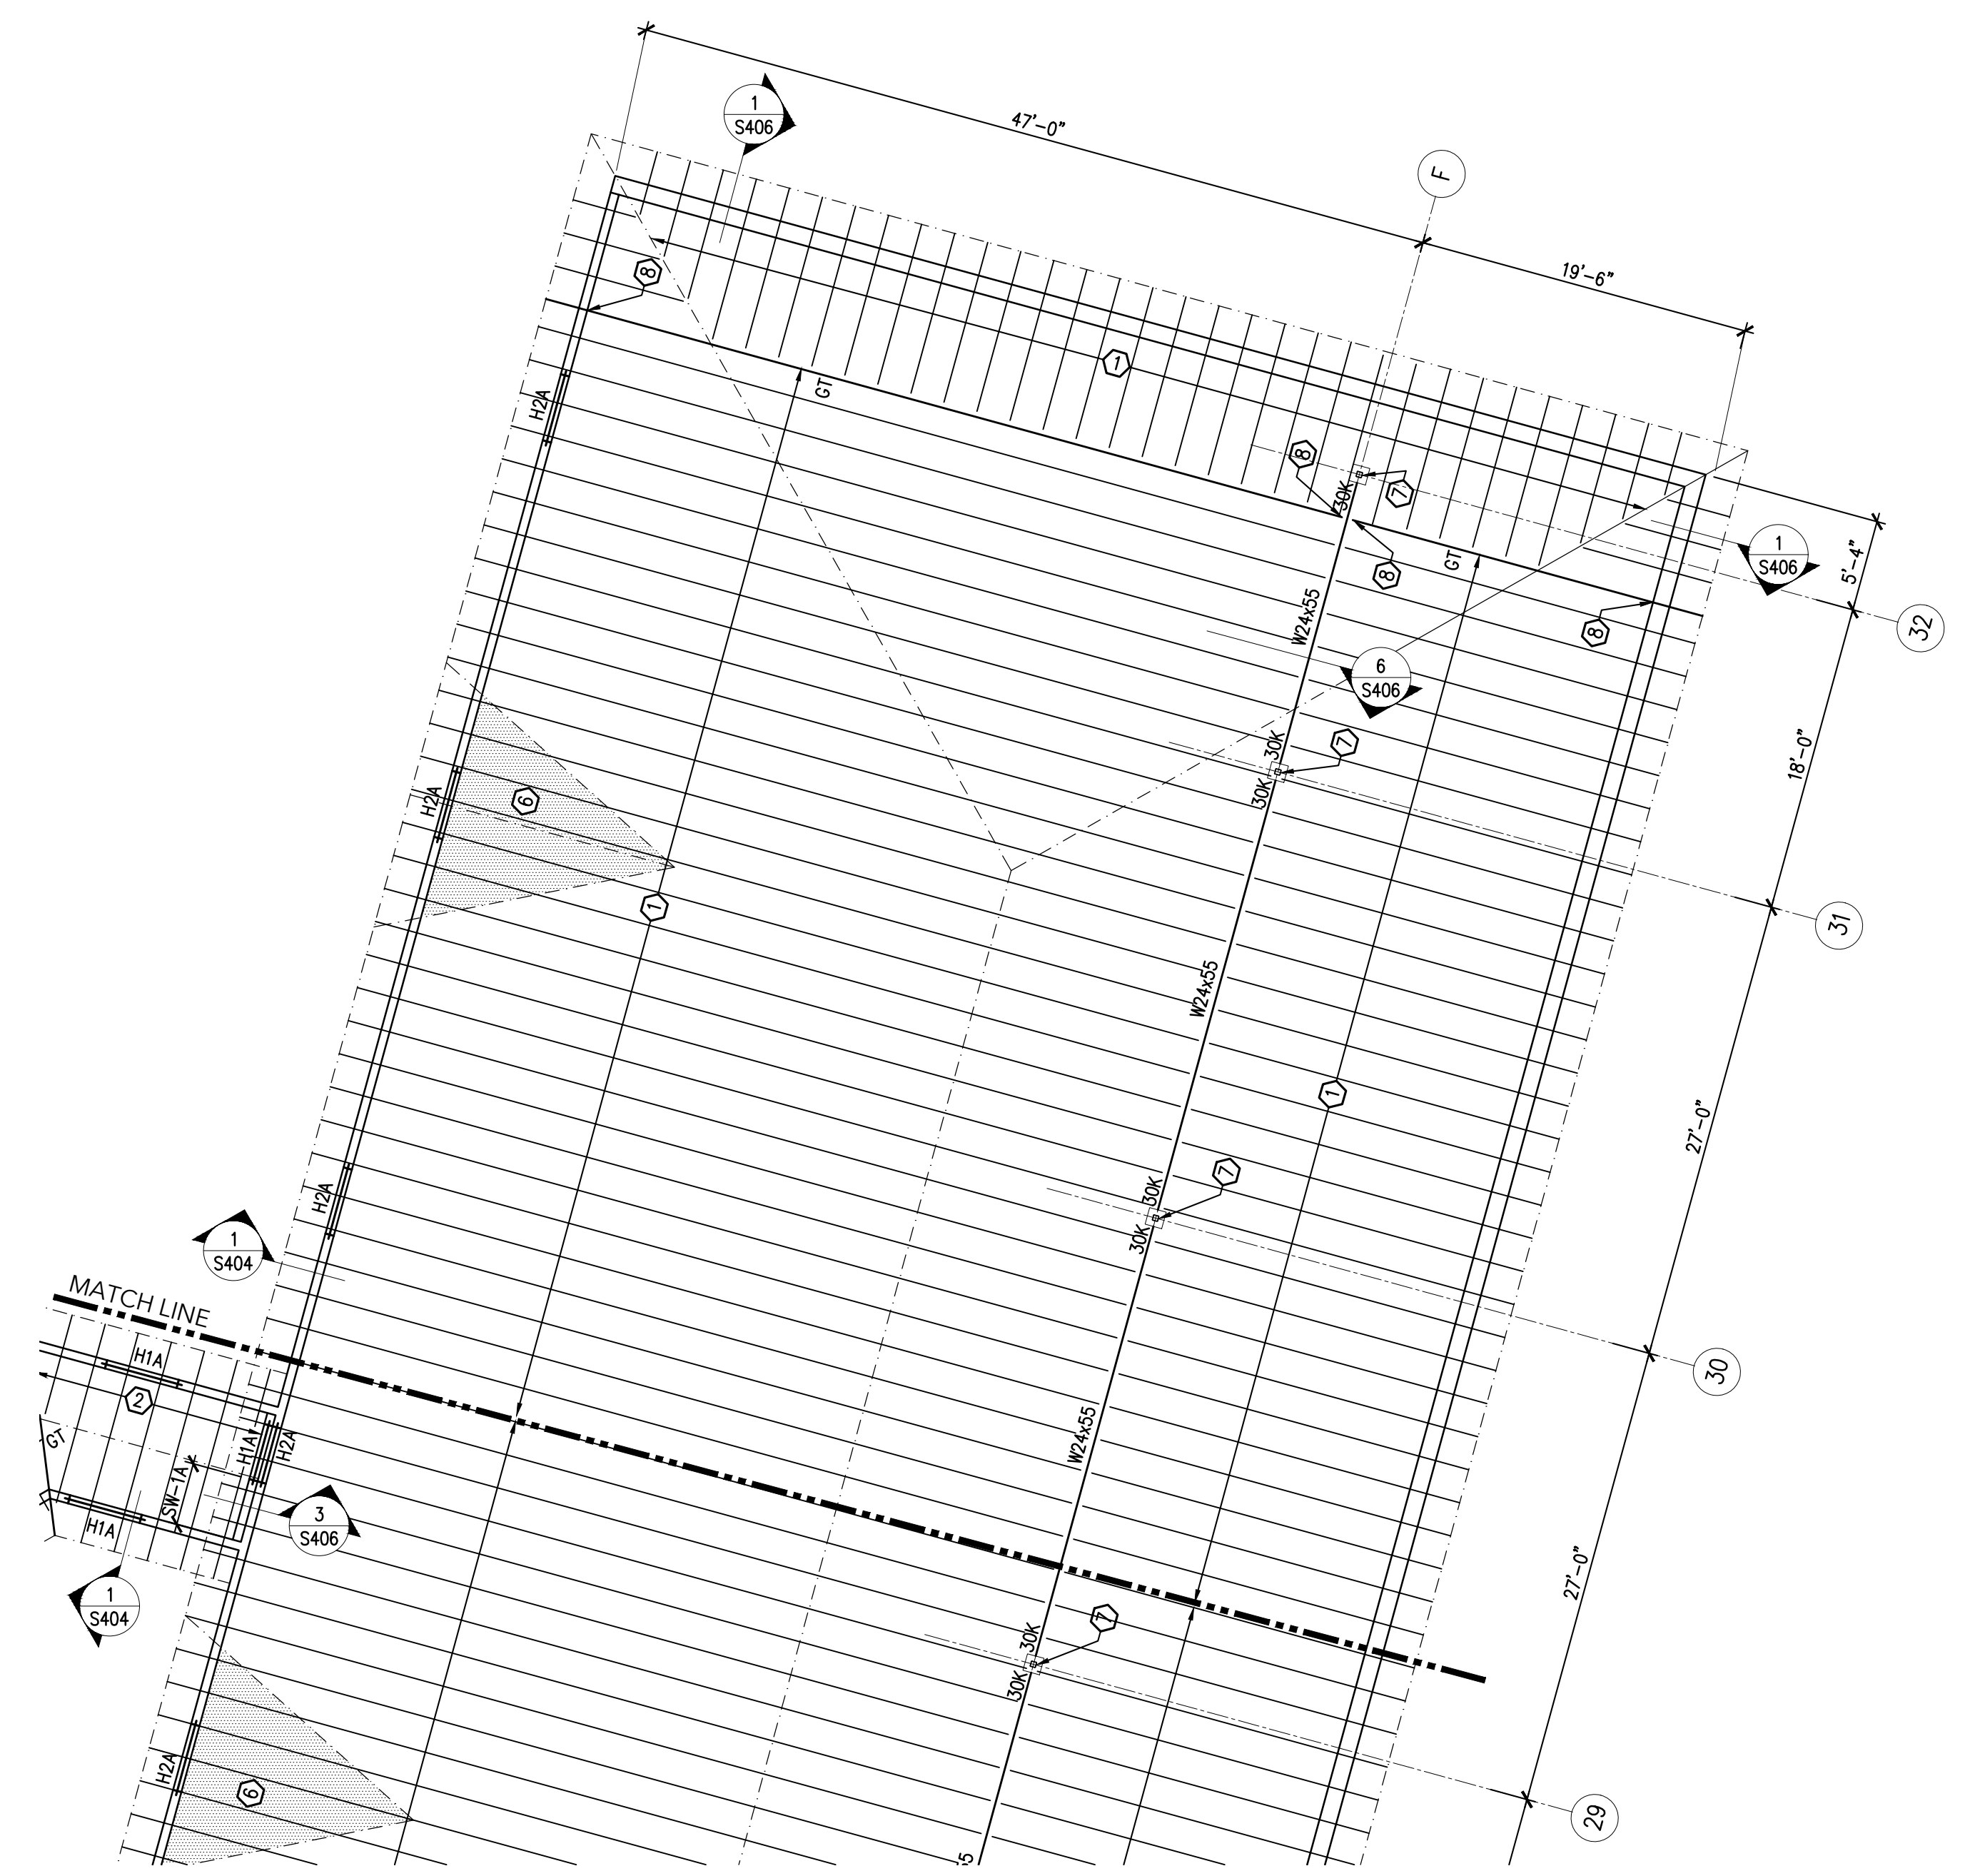 47'-0"
1
S406
F
19'-6"
8
1
GT
H2A
8
7
30K
GT
8
8
1
S406
5'-4"
32
W24x55
6
S406
18'-0"
30K
7
30K
H2A
6
1
31
W24x55
1
27'-0"
7
30K
30K
H2A
1
S404
MATCH LINE
30
H1A
2
W24x55
GT
H1A
H2A
SW-1A
H1A
3
S406
27'-0"
1
S404
7
30K
30K
H2A
6
29
55